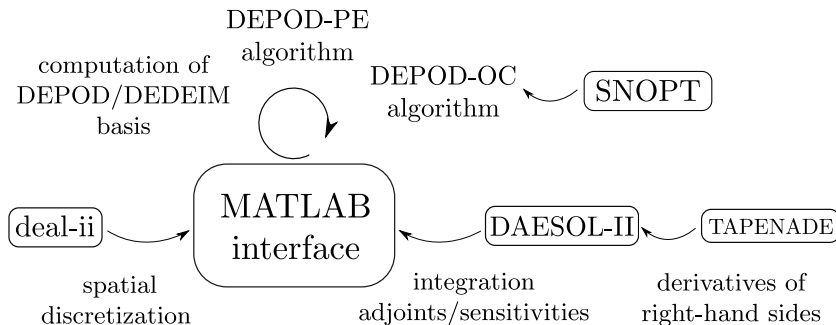 DEPOD-PE
algorithm
computation of
DEPOD/DEDEIM
basis
DEPOD-OC
algorithm
SNOPT
MATLAB
interface
deal-ii
DAESOL-II
TAPENADE
spatial
discretization
integration
adjoints/sensitivities
derivatives of
right-hand sides